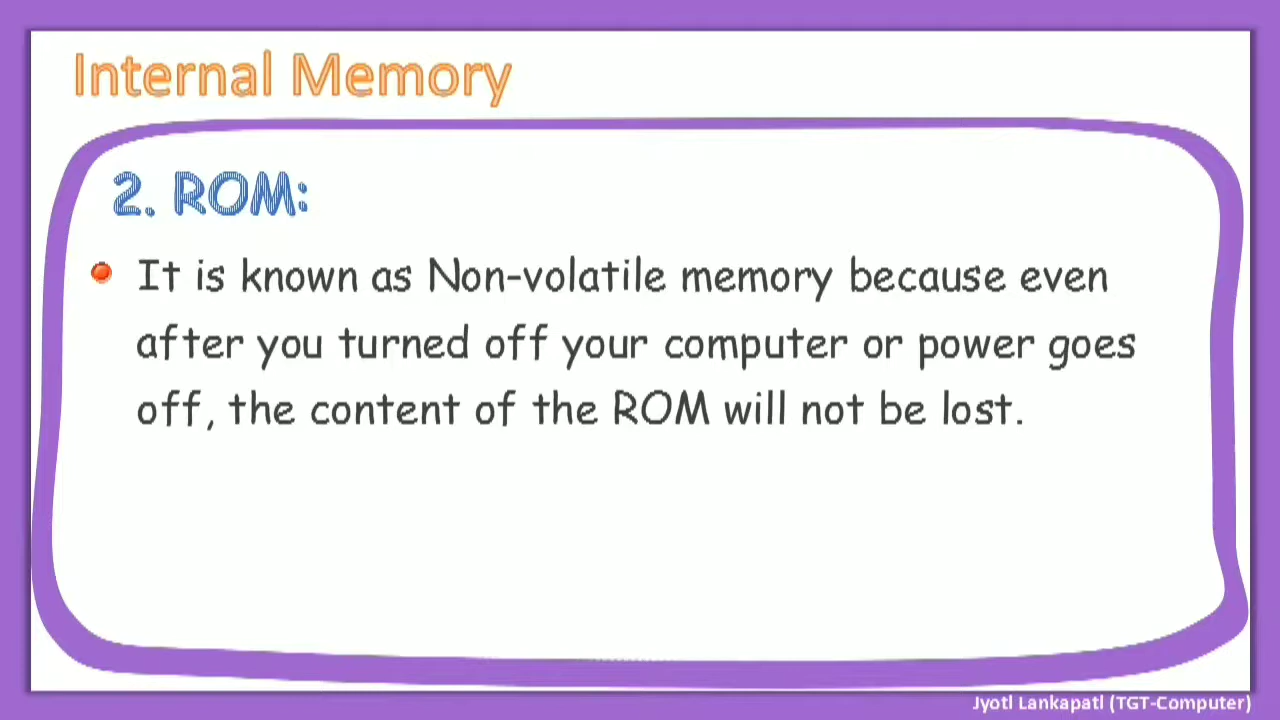 Internal Memory
2. ROM:
It is known as Non-volatile memory because even
after you turned off your computer or power goes
off, the content of the ROM will not be lost.
Jyoti Lankapati (TGT-Computer)